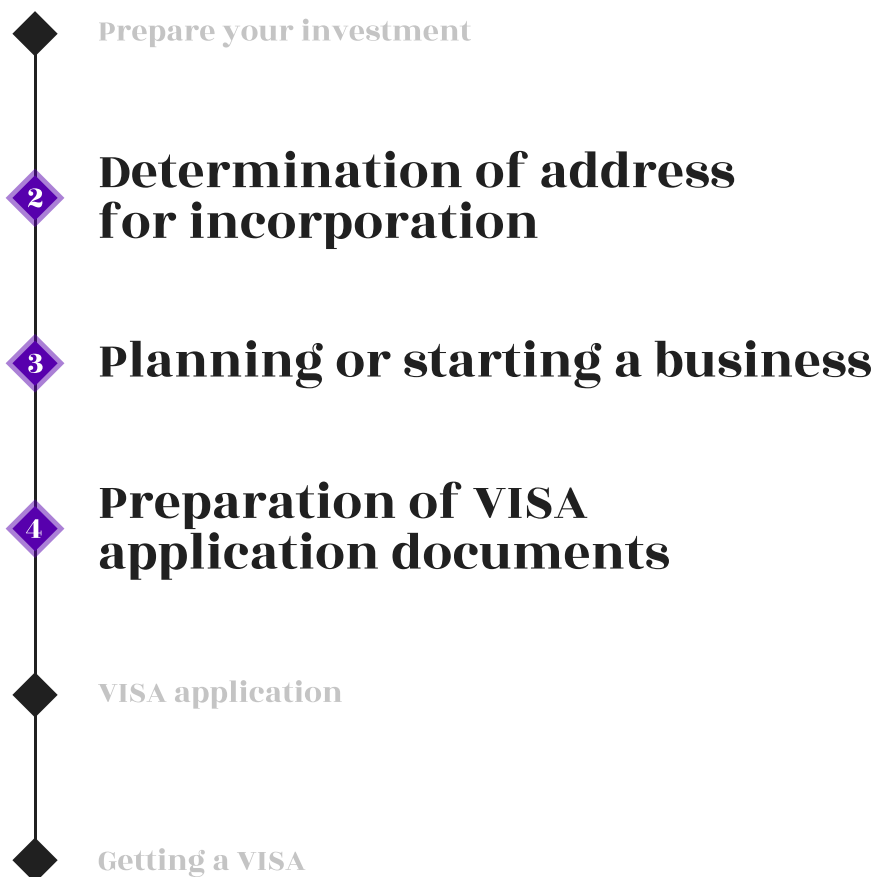 Prepare your investment
2
Determination of address
for incorporation
3
Planning or starting a business
4
Preparation of VISA
application documents
VISA application
Getting a VISA